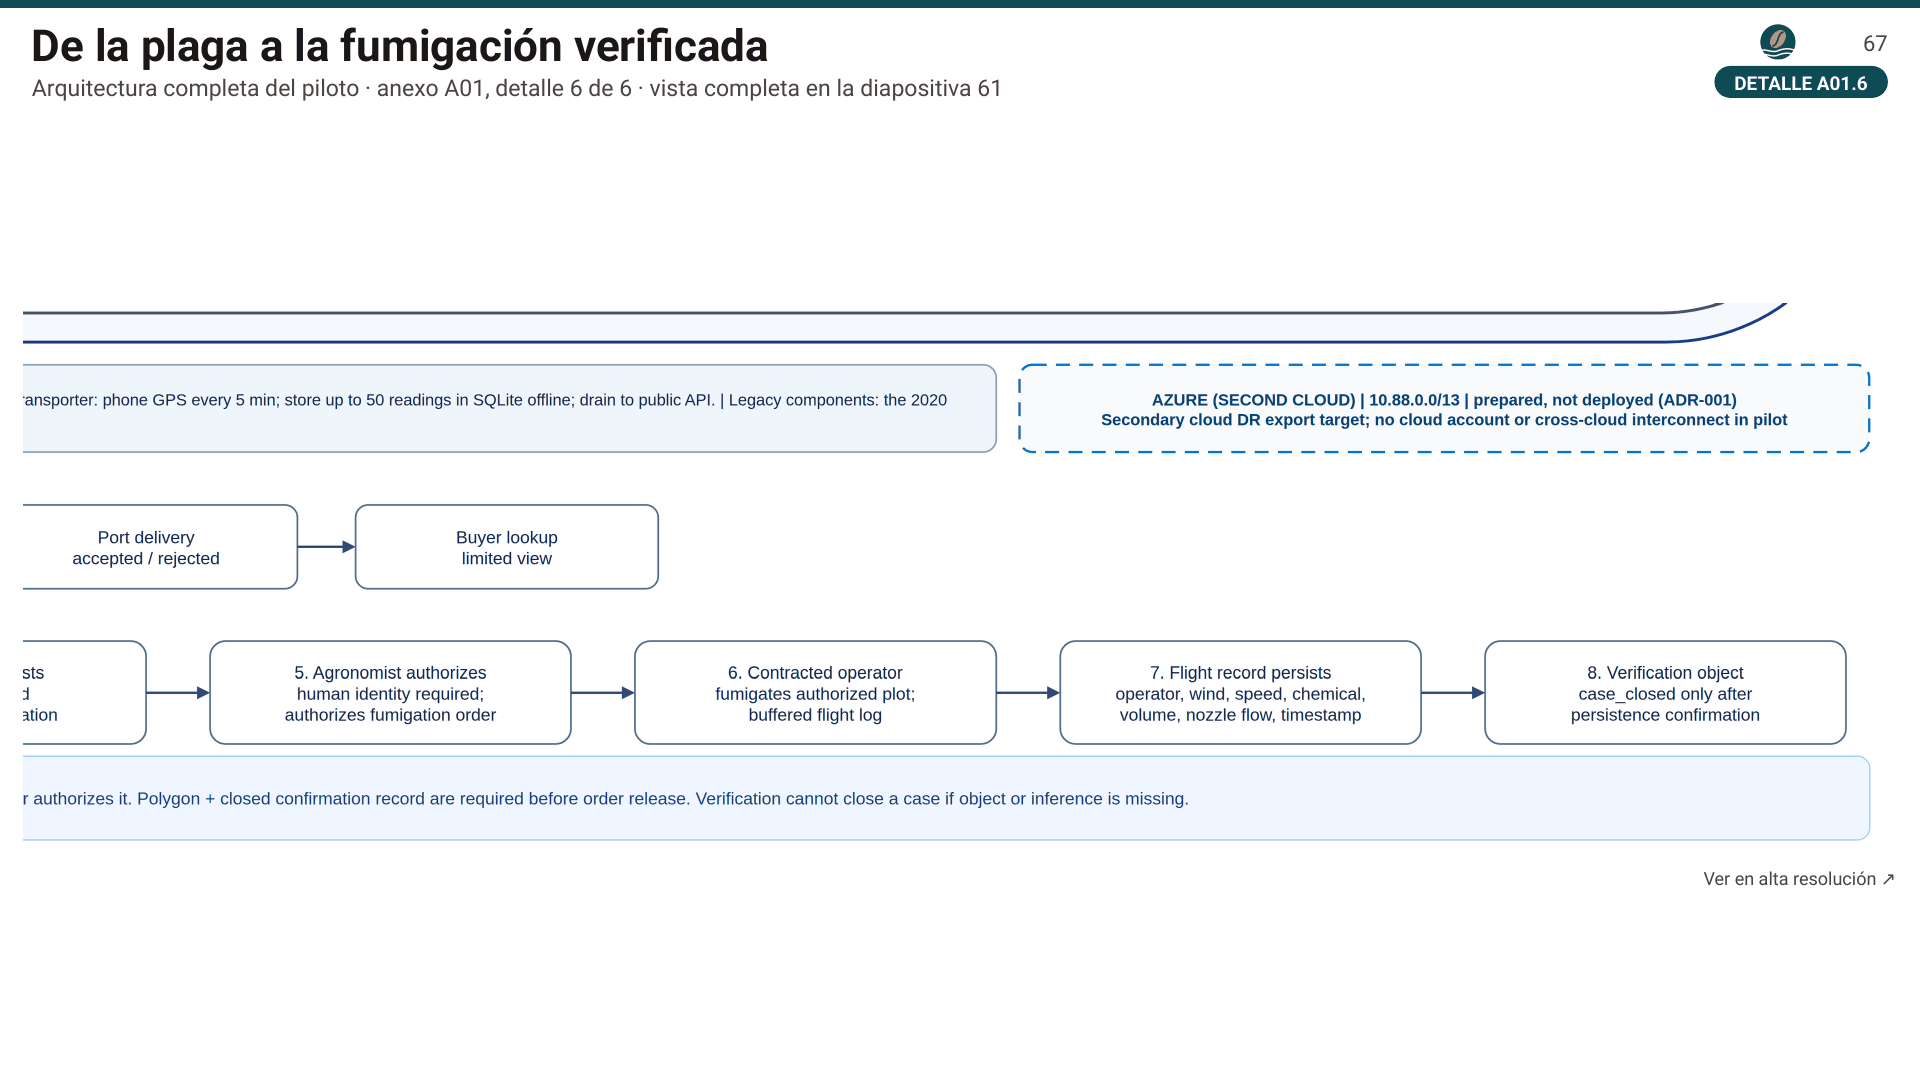 De la plaga a la fumigación verificada
Arquitectura completa del piloto · anexo A01, detalle 6 de 6 · vista completa en la diapositiva 61
67
DETALLE A01.6
ransporter: phone GPS every 5 min; store up to 50 readings in SQLite offline; drain to public API. | Legacy components: the 2020
AZURE (SECOND CLOUD) | 10.88.0.0/13 | prepared, not deployed (ADR-001)
Secondary cloud DR export target; no cloud account or cross-cloud interconnect in pilot
Port delivery
accepted / rejected
Buyer lookup
limited view
sts
d
ation
5. Agronomist authorizes
human identity required;
authorizes fumigation order
6. Contracted operator
fumigates authorized plot;
buffered flight log
7. Flight record persists
operator, wind, speed, chemical,
volume, nozzle flow, timestamp
8. Verification object
case_closed only after
persistence confirmation
r authorizes it. Polygon + closed confirmation record are required before order release. Verification cannot close a case if object or inference is missing.
Ver en alta resolución ↗